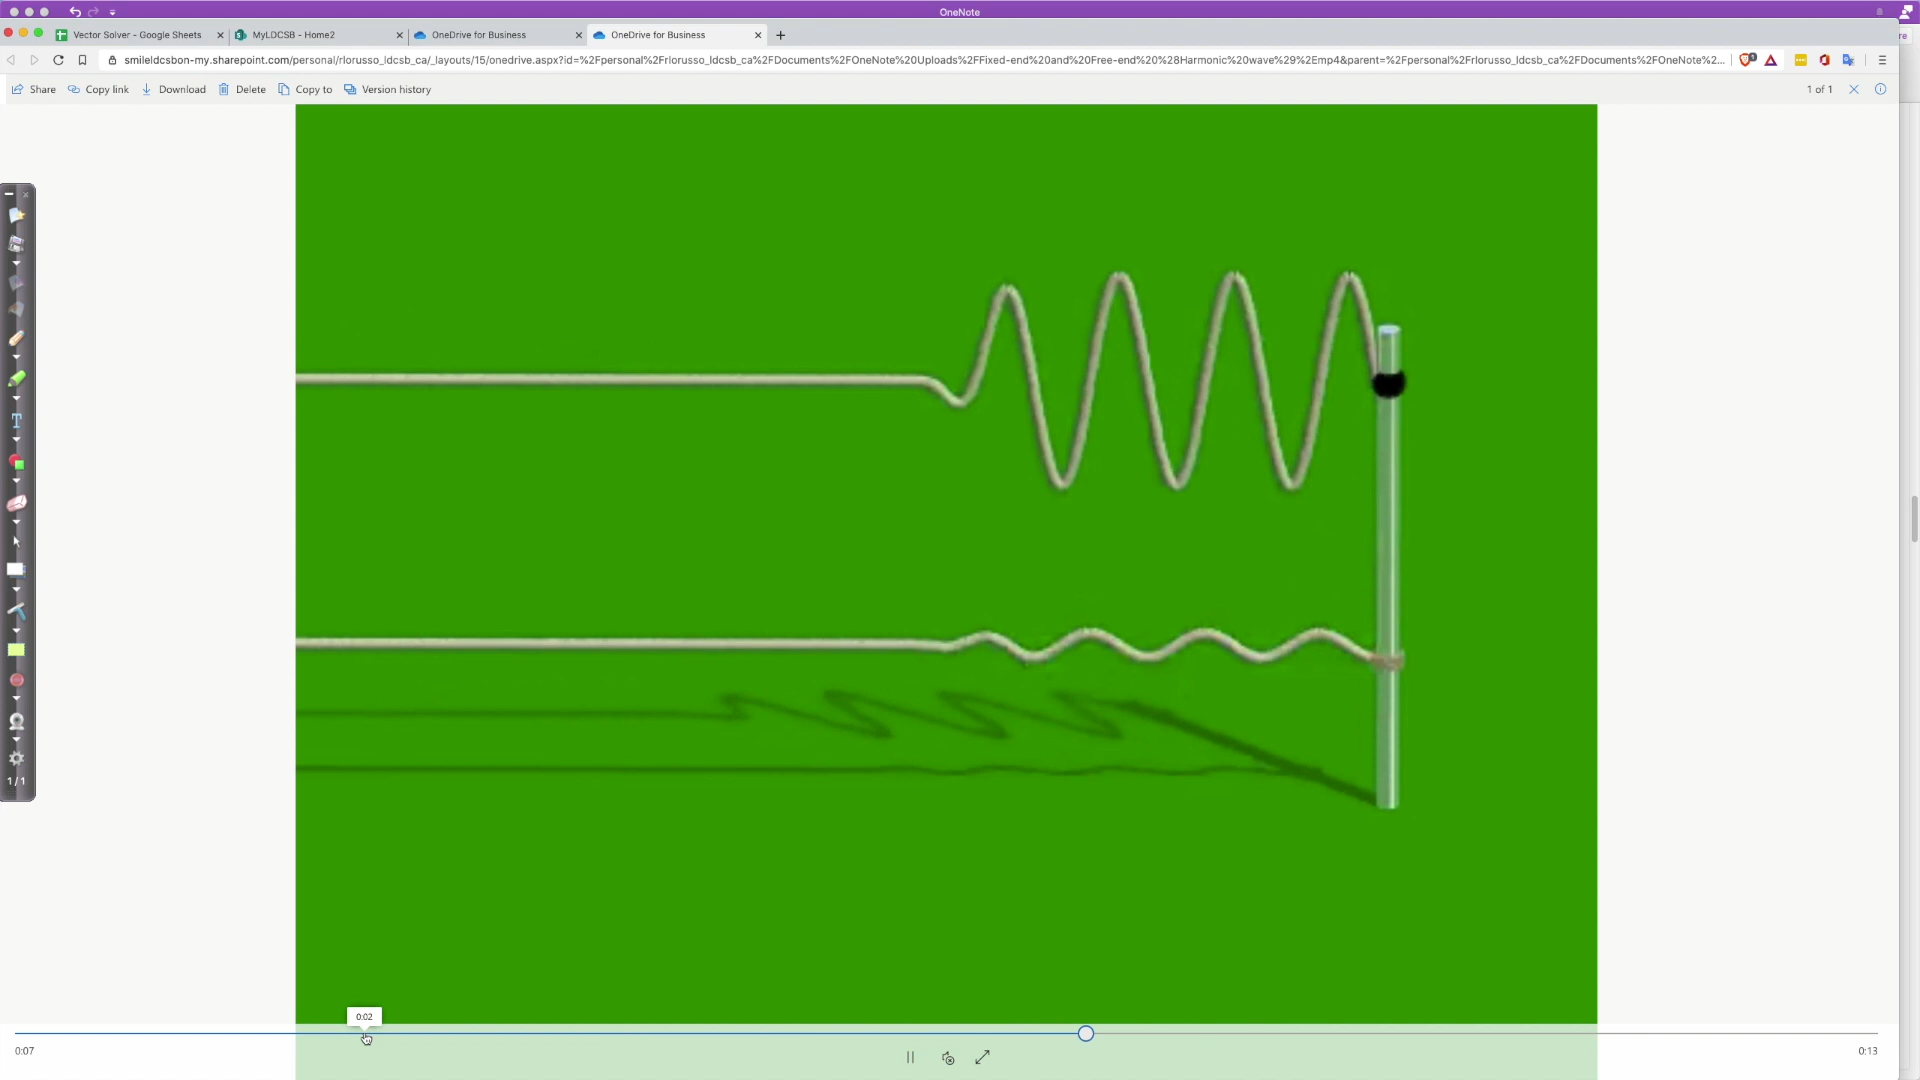 OneNote
Vector Solver - Google Sheets
MyLDCSB - Home2
OneDrive for Business
OneDrive for Business
re
smileldcsbon-my.sharepoint.com/personal/rlorusso_ldcsb_ca/_layouts/15/onedrive.aspx?id=%2Fpersonal%2Frlorusso_ldcsb_ca%2FDocuments%2FOneNote%20Uploads%2FFixed-end%20and%20Free-end%20%28Harmonic%20wave%29%2Emp4&parent=%2Fpersonal%2Frlorusso_ldcsb_ca%2FDocuments%2FOneNote%2...
Share Copy link Download Delete Copy to Version history 1 of 1
T
1 / 1
0:02
0:07
0:13